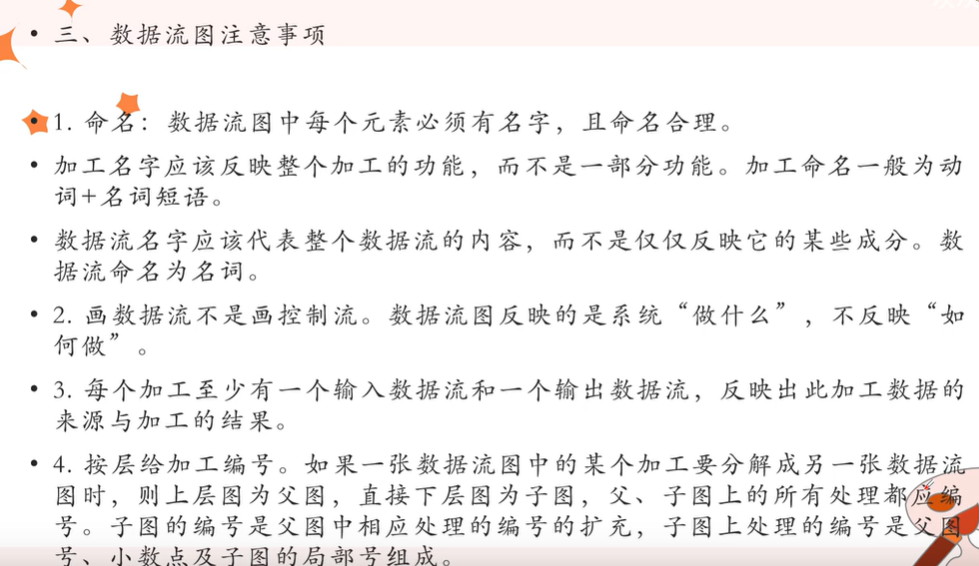 • 三、数据流图注意事项
• 1. 命名：数据流图中每个元素必须有名字，且命名合理。
• 加工名字应该反映整个加工的功能，而不是一部分功能。加工命名一般为动
词+名词短语。
• 数据流名字应该代表整个数据流的内容，而不是仅仅反映它的某些成分。数
据流命名为名词。
• 2. 画数据流不是画控制流。数据流图反映的是系统“做什么”，不反映“如
何做”。
• 3. 每个加工至少有一个输入数据流和一个输出数据流，反映出此加工数据的
来源与加工的结果。
• 4. 按层给加工编号。如果一张数据流图中的某个加工要分解成另一张数据流
图时，则上层图为父图，直接下层图为子图，父、子图上的所有处理都应编
号。子图的编号是父图中相应处理的编号的扩充，子图上处理的编号是父图
号、小数点及子图的局部号组成。